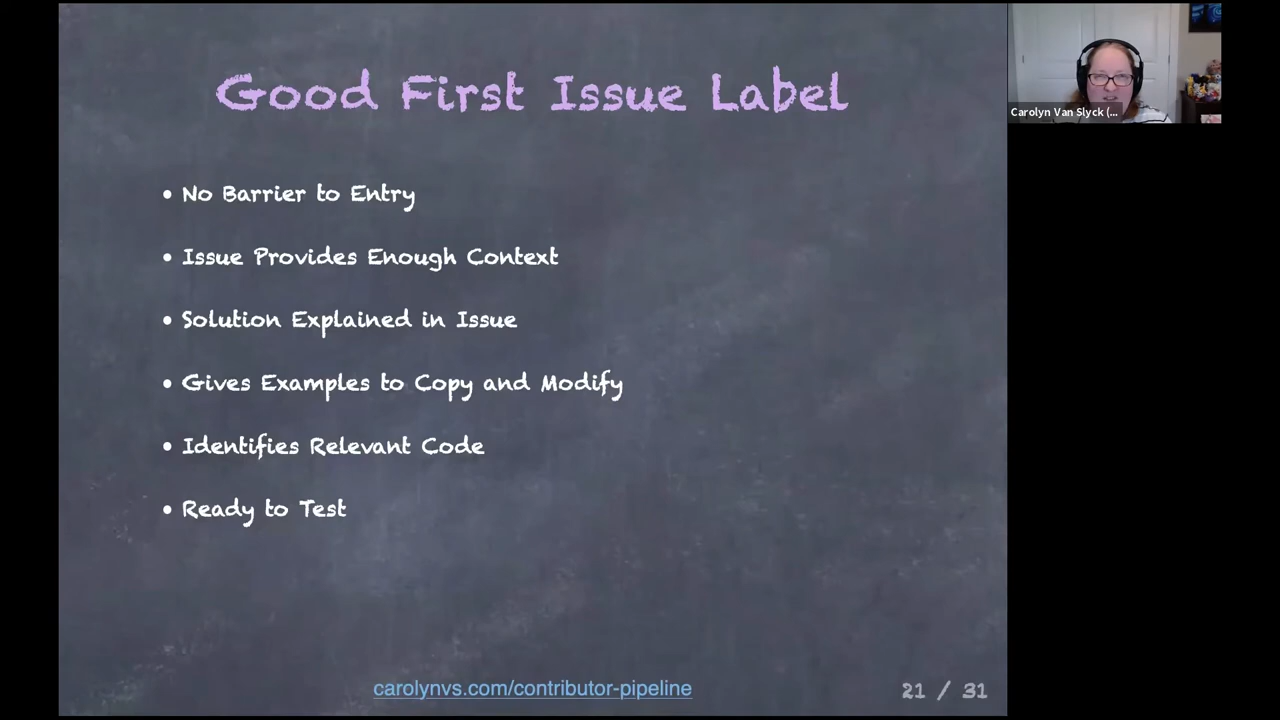 Good First Issue Label
• No Barrier to Entry
• Issue Provides Enough Context
• Solution Explained in Issue
• Gives Examples to Copy and Modify
• Identifies Relevant Code
• Ready to Test
carolynvs.com/contributor-pipeline
21 / 31
Carolyn Van Slyck (...